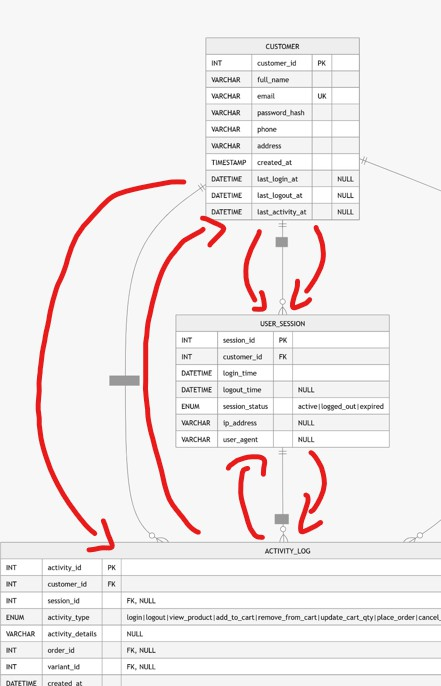 CUSTOMER
INT customer_id PK
VARCHAR full_name
VARCHAR email UK
VARCHAR password_hash
VARCHAR phone
VARCHAR address
TIMESTAMP created_at
DATETIME last_login_at NULL
DATETIME last_logout_at NULL
DATETIME last_activity_at NULL
USER_SESSION
INT session_id PK
INT customer_id FK
DATETIME login_time
DATETIME logout_time NULL
ENUM session_status active|logged_out|expired
VARCHAR ip_address NULL
VARCHAR user_agent NULL
ACTIVITY_LOG
INT activity_id PK
INT customer_id FK
INT session_id FK, NULL
ENUM activity_type login|logout|view_product|add_to_cart|remove_from_cart|update_cart_qty|place_order|cancel_
VARCHAR activity_details NULL
INT order_id FK, NULL
INT variant_id FK, NULL
DATETIME created_at